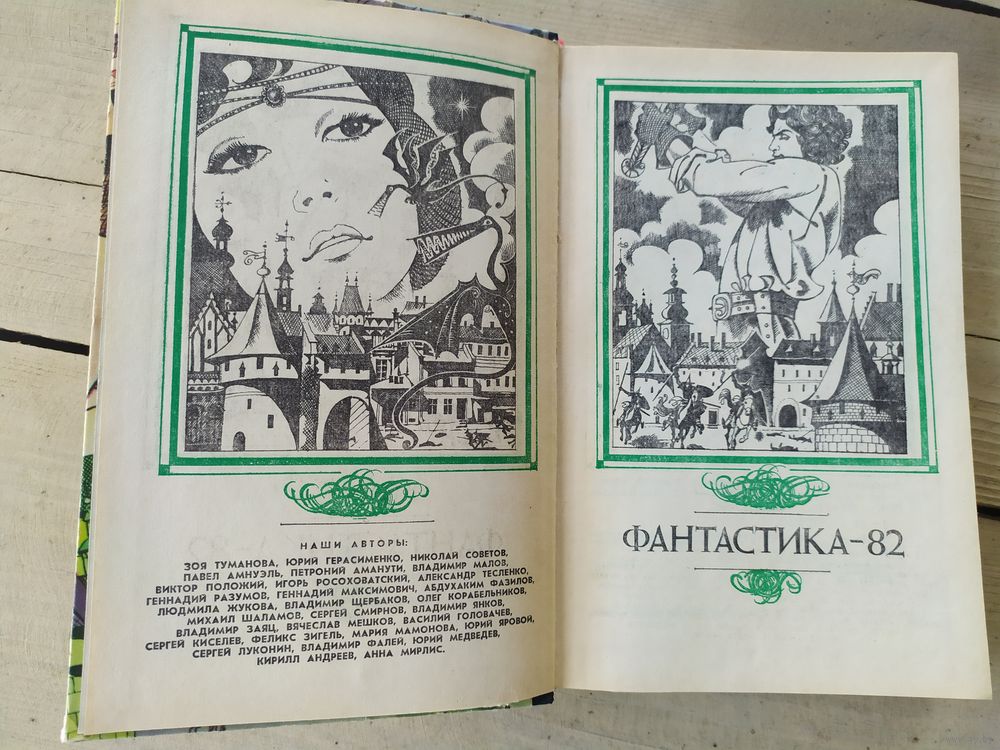 НАШИ АВТОРЫ:
ЗОЯ ТУМАНОВА, ЮРИЙ ГЕРАСИМЕНКО, НИКОЛАЙ СОВЕТОВ,
ПАВЕЛ АМНУЭЛЬ, ПЕТРОНИЙ АМАНУТИ, ВЛАДИМИР МАЛОВ,
ВИКТОР ПОЛОЖИЙ, ИГОРЬ РОСОХОВАТСКИЙ, АЛЕКСАНДР ТЕСЛЕНКО,
ГЕННАДИЙ РАЗУМОВ, ГЕННАДИЙ МАКСИМОВИЧ, АБДУХАКИМ ФАЗИЛОВ,
ЛЮДМИЛА ЖУКОВА, ВЛАДИМИР ЩЕРБАКОВ, ОЛЕГ КОРАБЕЛЬНИКОВ,
МИХАИЛ ШАЛАМОВ, СЕРГЕЙ СМИРНОВ, ВЛАДИМИР ЯНКОВ,
ВЛАДИМИР ЗАЯЦ, ВЯЧЕСЛАВ МЕШКОВ, ВАСИЛИЙ ГОЛОВАЧЕВ,
СЕРГЕЙ КИСЕЛЕВ, ФЕЛИКС ЗИГЕЛЬ, МАРИЯ МАМОНОВА, ЮРИЙ ЯРОВОЙ,
СЕРГЕЙ ЛУКОНИН, ВЛАДИМИР ФАЛЕЙ, ЮРИЙ МЕДВЕДЕВ,
КИРИЛЛ АНДРЕЕВ, АННА МИРЛИС.
ФАНТАСТИКА-82